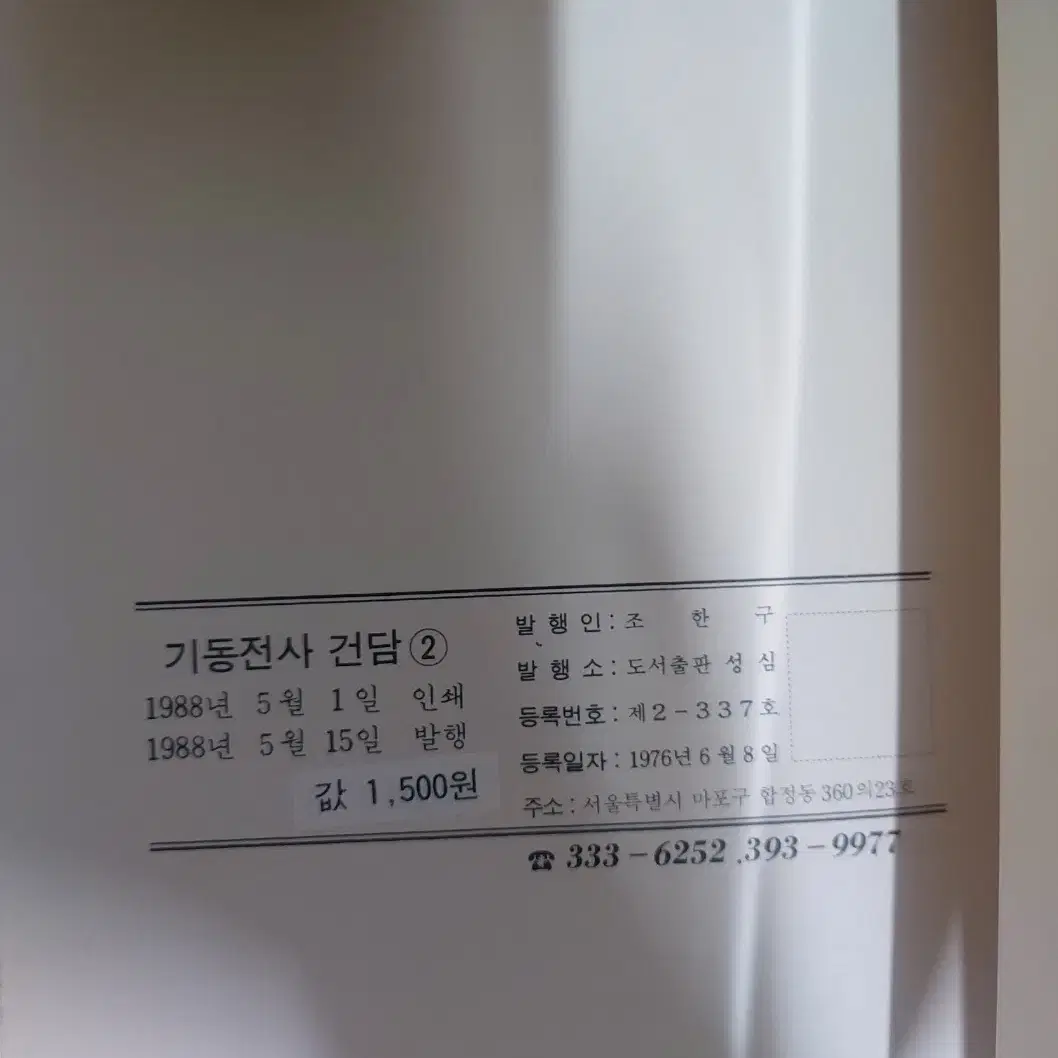 기동전사 건담②
1988년 5월 1일 인쇄
1988년 5월 15일 발행
값 1,500원
발행인 : 조 한 구
발행소 : 도서출판 성심
등록번호 : 제2-337호
등록일자 : 1976년 6월 8일
주소 : 서울특별시 마포구 합정동 360의23호
☎ 333-6252 .393-9977